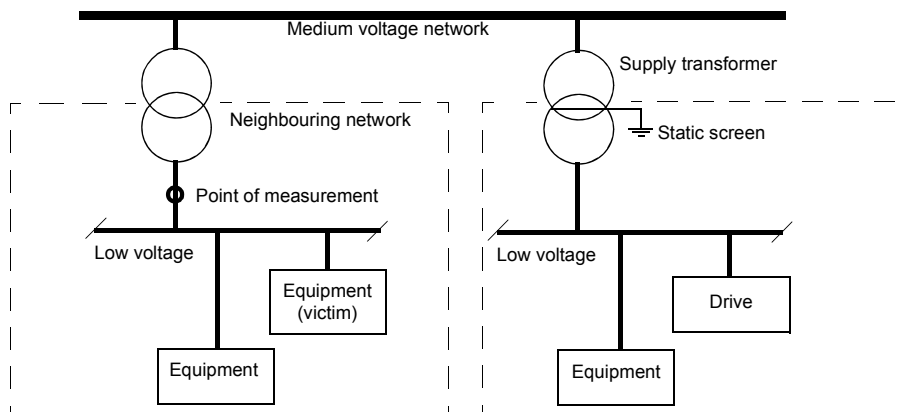 Medium voltage network
Supply transformer
Neighbouring network
Static screen
Point of measurement
Low voltage
Low voltage
Equipment
(victim)
Drive
Equipment
Equipment